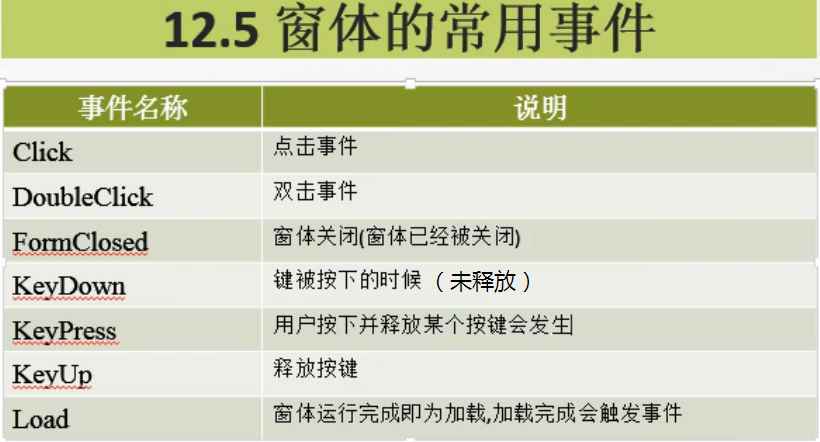 12.5 窗体的常用事件
事件名称 说明
Click 点击事件
DoubleClick 双击事件
FormClosed 窗体关闭(窗体已经被关闭)
KeyDown 键被按下的时候（未释放）
KeyPress 用户按下并释放某个按键会发生
KeyUp 释放按键
Load 窗体运行完成即为加载,加载完成会触发事件